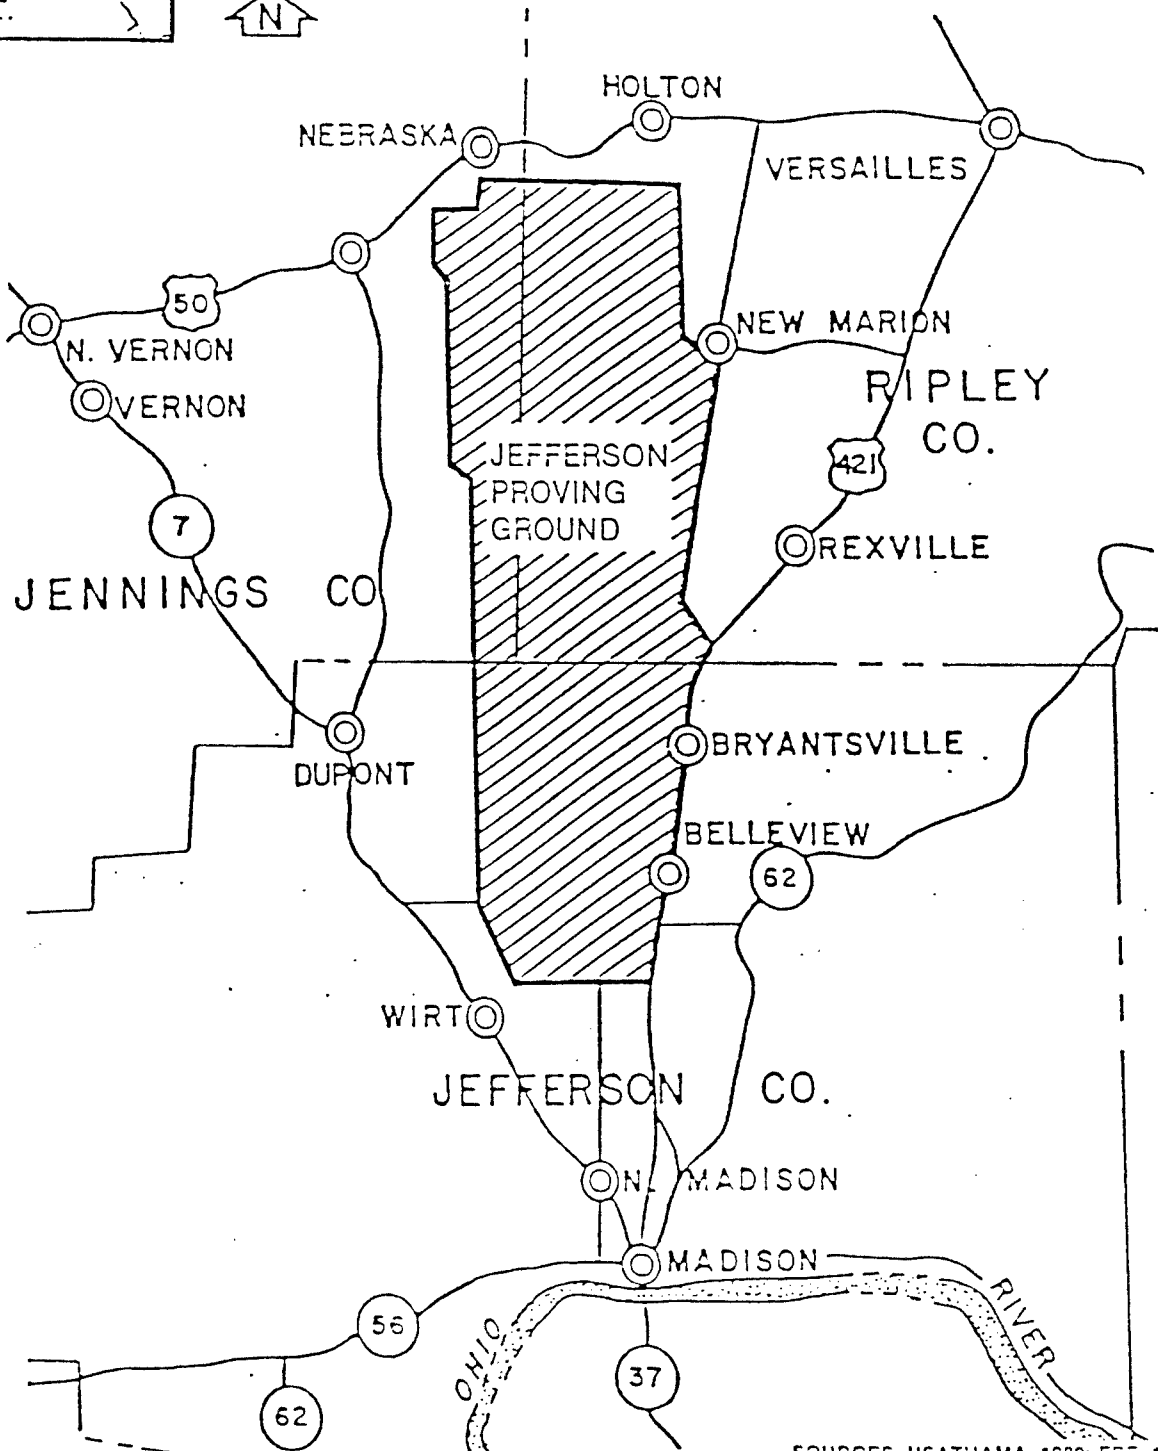 N
HOLTON
NEBRASKA
VERSAILLES
50
NEW MARION
N. VERNON
RIPLEY
CO.
VERNON
JEFFERSON
PROVING
GROUND
421
7
REXVILLE
JENNINGS CO
BRYANTSVILLE
DUPONT
BELLEVIEW
62
WIRT
JEFFERSON CO.
N. MADISON
MADISON
RIVER
56
OHIO
37
62